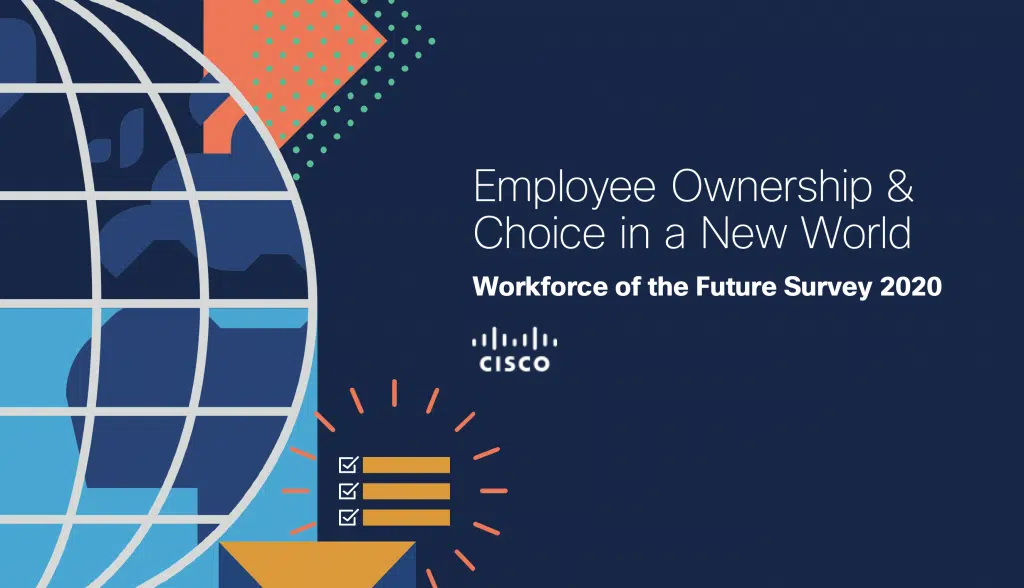 Employee Ownership &
Choice in a New World
Workforce of the Future Survey 2020
CISCO